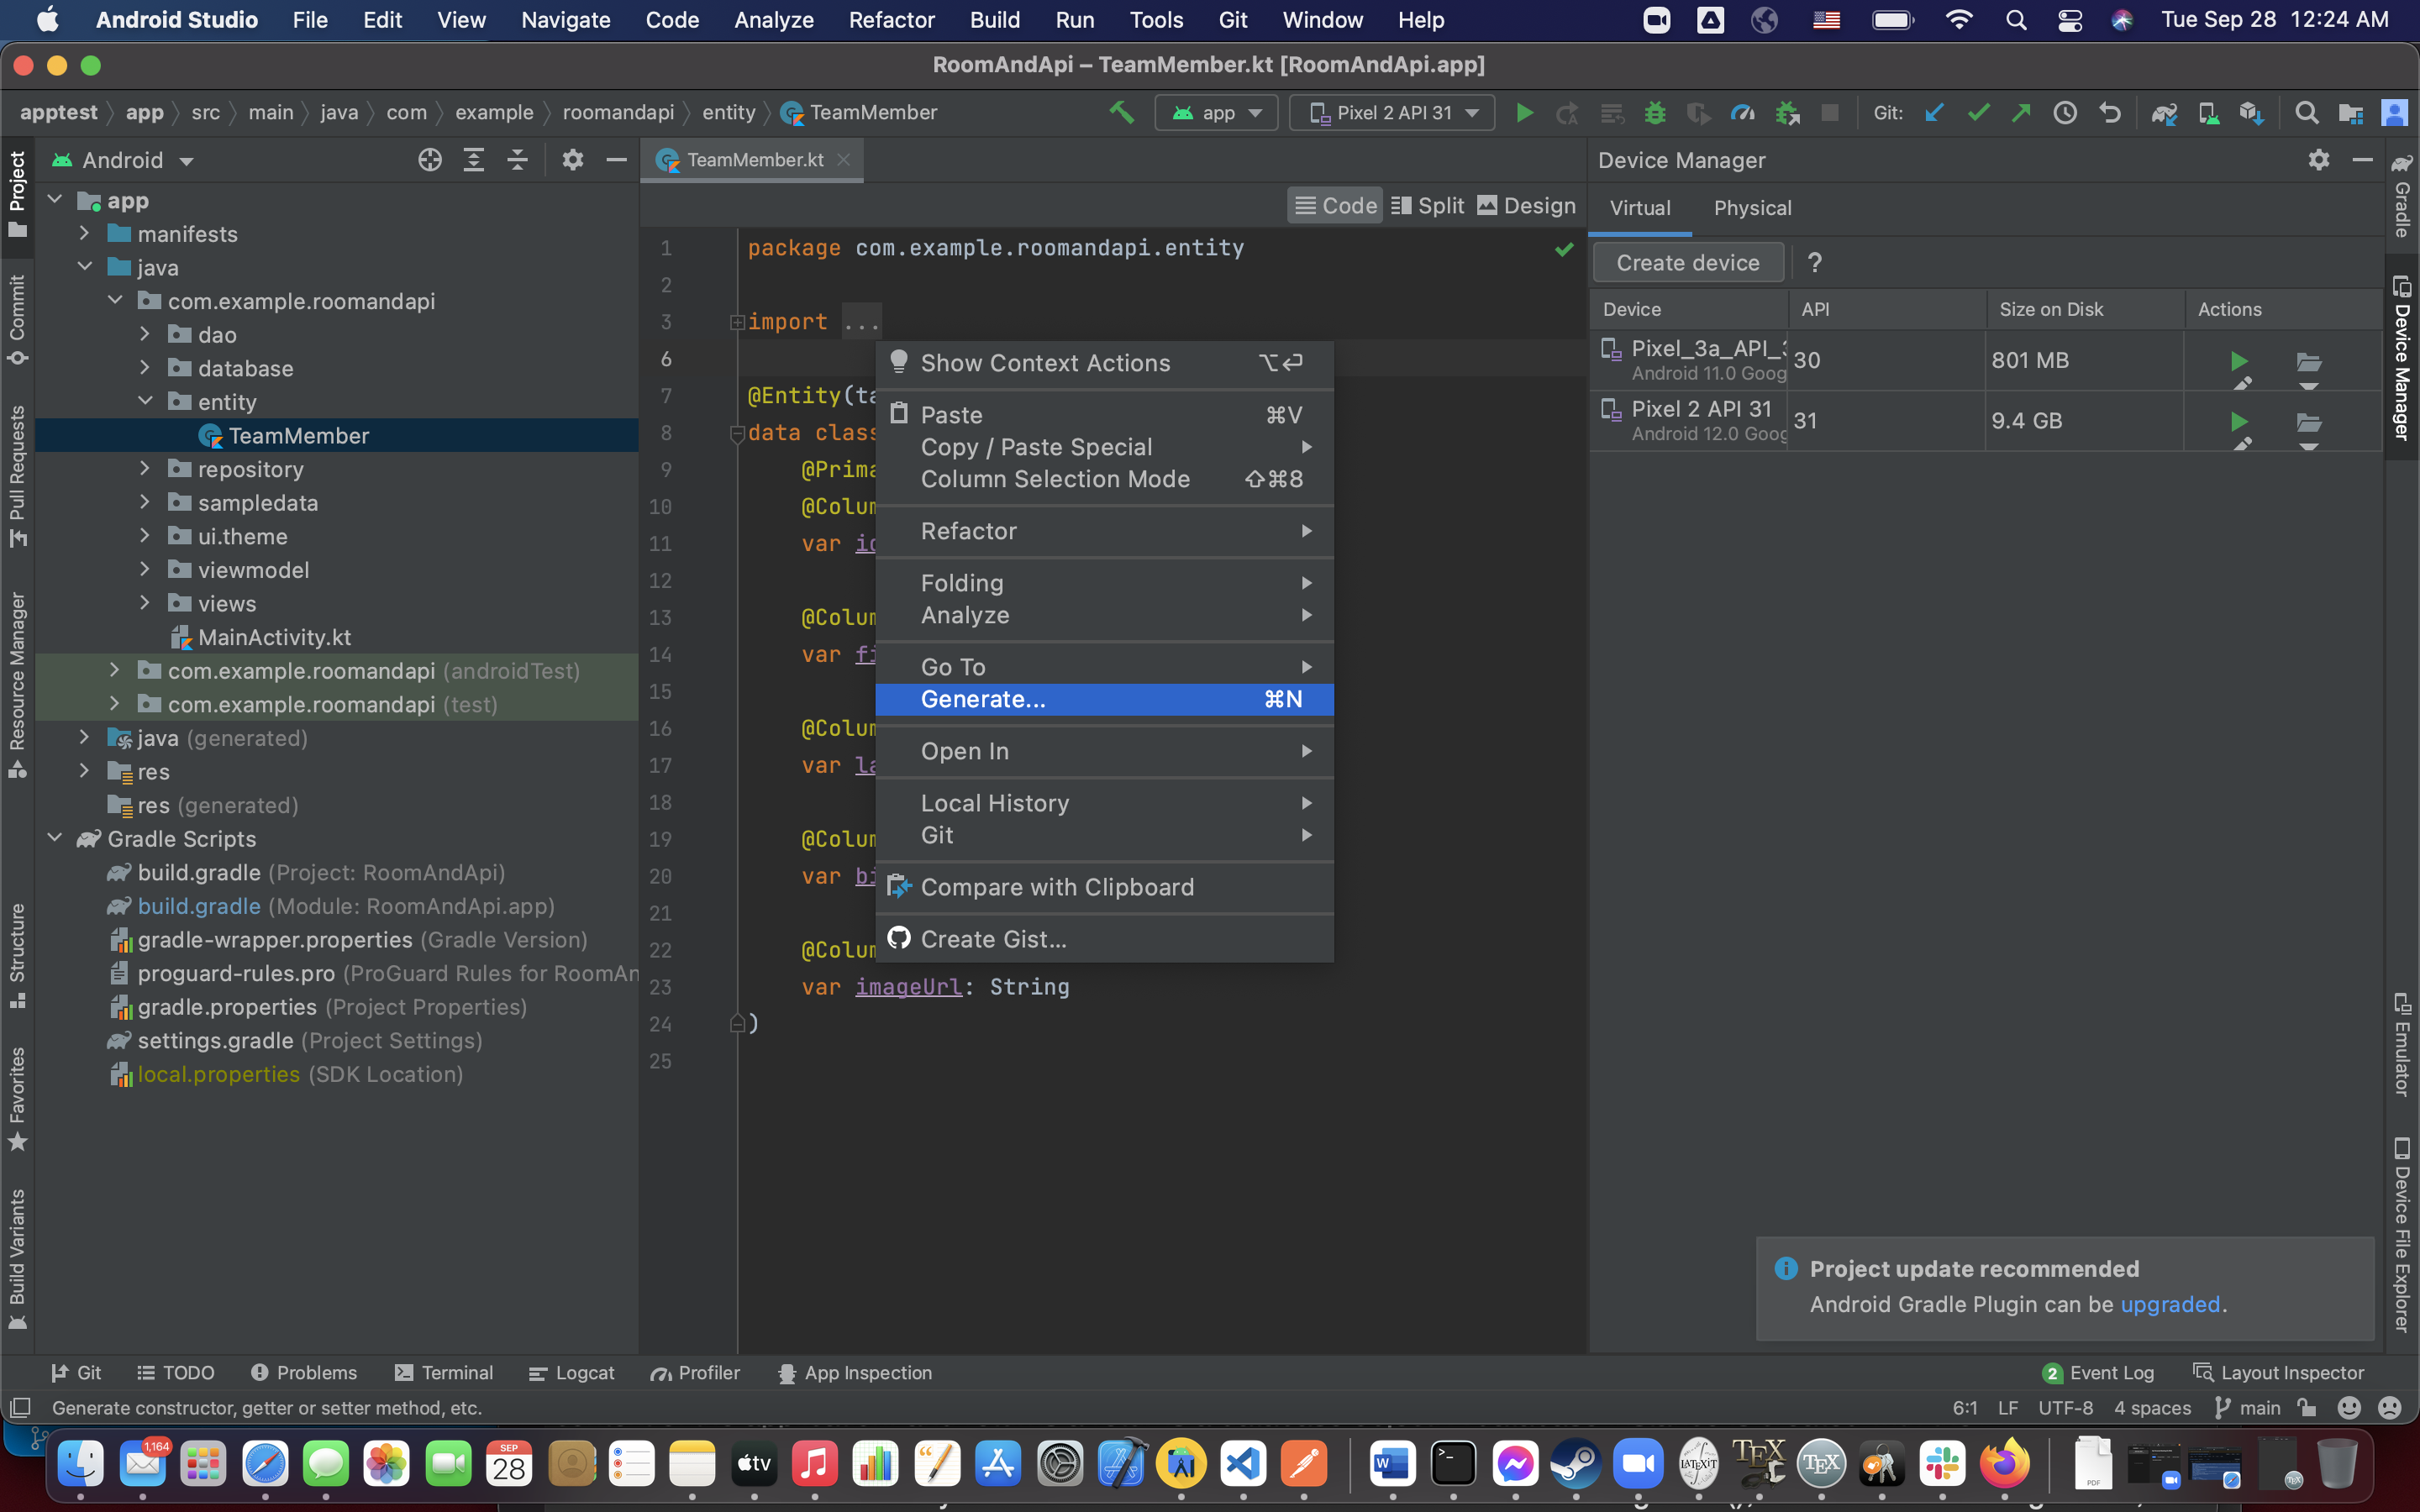 Android Studio File Edit View Navigate Code Analyze Refactor Build Run Tools Git Window Help Tue Sep 28 12:24 AM
RoomAndApi – TeamMember.kt [RoomAndApi.app]
apptest app src main java com example roomandapi entity TeamMember app Pixel 2 API 31 Git:
Project
Commit
Pull Requests
Resource Manager
Structure
Favorites
Build Variants
Android
app
manifests
java
com.example.roomandapi
dao
database
entity
TeamMember
repository
sampledata
ui.theme
viewmodel
views
MainActivity.kt
com.example.roomandapi (androidTest)
com.example.roomandapi (test)
java (generated)
res
res (generated)
Gradle Scripts
build.gradle (Project: RoomAndApi)
build.gradle (Module: RoomAndApi.app)
gradle-wrapper.properties (Gradle Version)
proguard-rules.pro (ProGuard Rules for RoomAn
gradle.properties (Project Properties)
settings.gradle (Project Settings)
local.properties (SDK Location)
TeamMember.kt
Code Split Design
1 package com.example.roomandapi.entity
2
3 import ...
6
7 @Entity(ta
8 data class
9 @Prima
10 @Colum
11 var id
12
13 @Colum
14 var fi
15
16 @Colum
17 var la
18
19 @Colum
20 var bi
21
22 @Colum
23 var imageUrl: String
24 )
25
Show Context Actions ⌥⏎
Paste ⌘V
Copy / Paste Special
Column Selection Mode ⇧⌘8
Refactor
Folding
Analyze
Go To
Generate... ⌘N
Open In
Local History
Git
Compare with Clipboard
Create Gist...
Device Manager
Virtual Physical
Create device ?
Device API Size on Disk Actions
Pixel_3a_API_3 30 801 MB
Android 11.0 Goog
Pixel 2 API 31 31 9.4 GB
Android 12.0 Goog
Gradle
Device Manager
Emulator
Device File Explorer
Project update recommended
Android Gradle Plugin can be upgraded.
Git TODO Problems Terminal Logcat Profiler App Inspection 2 Event Log Layout Inspector
Generate constructor, getter or setter method, etc. 6:1 LF UTF-8 4 spaces main
1,164
SEP
28
tv
W
LATEXiT
TEX
TEX
PDF